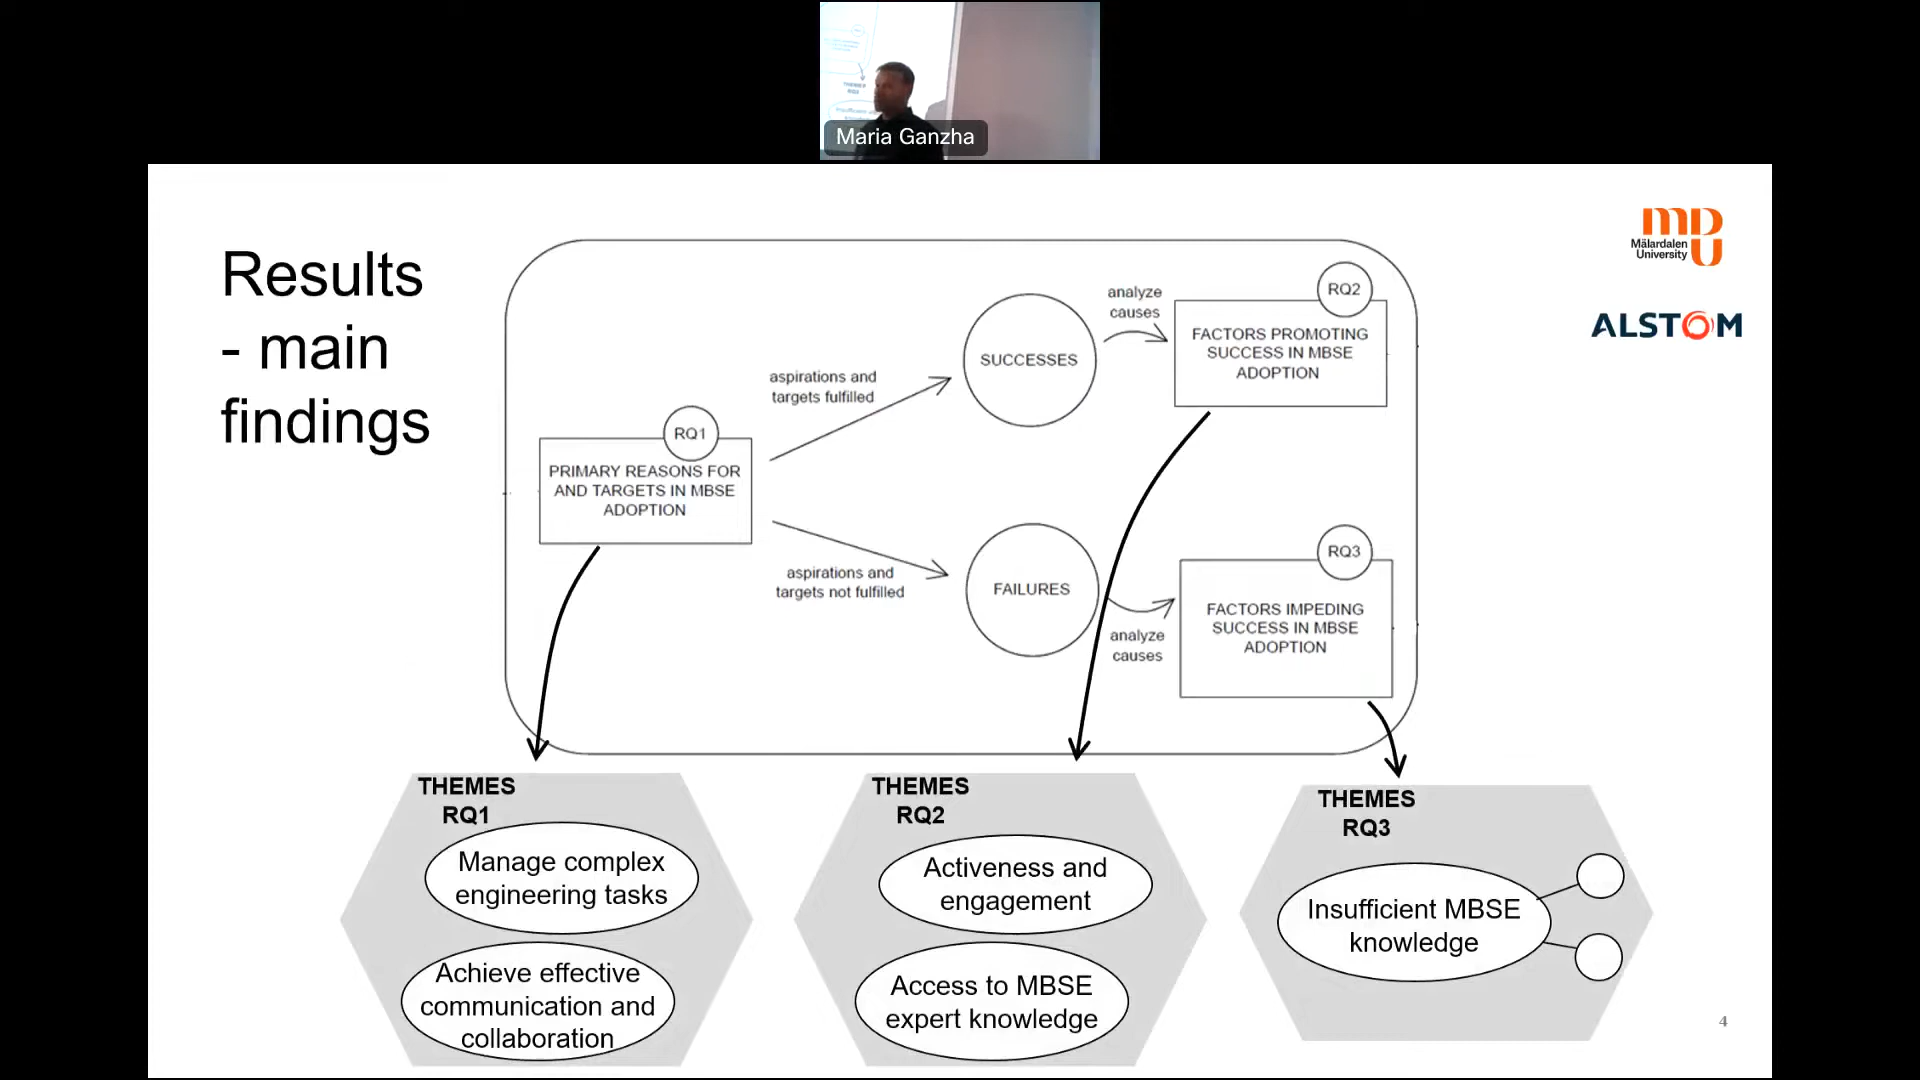 Maria Ganzha
Results
- main
findings
mDU
Mälardalen
University
ALSTOM
RQ1
PRIMARY REASONS FOR
AND TARGETS IN MBSE
ADOPTION
aspirations and
targets fulfilled
aspirations and
targets not fulfilled
SUCCESSES
FAILURES
analyze
causes
analyze
causes
RQ2
FACTORS PROMOTING
SUCCESS IN MBSE
ADOPTION
RQ3
FACTORS IMPEDING
SUCCESS IN MBSE
ADOPTION
THEMES
RQ1
Manage complex
engineering tasks
Achieve effective
communication and
collaboration
THEMES
RQ2
Activeness and
engagement
Access to MBSE
expert knowledge
THEMES
RQ3
Insufficient MBSE
knowledge
4